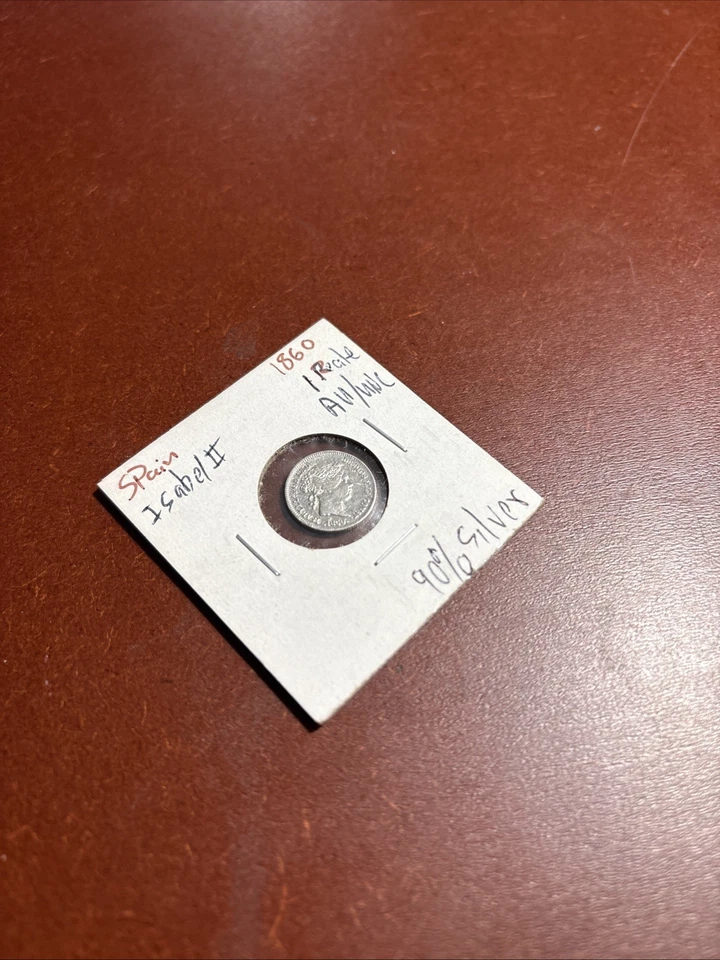 1860
1 Reale
AU/UNC
Spain
Isabel II
90% Silver